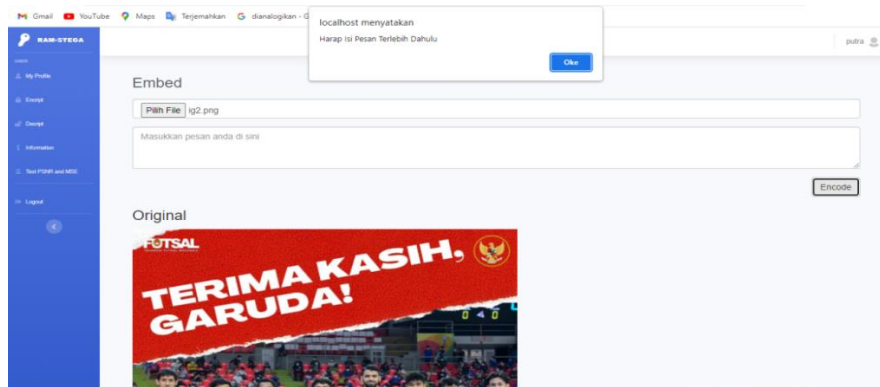 Gmail YouTube Maps Terjemahkan dianalogikan - G
localhost menyatakan
Harap isi Pesan Terlebih Dahulu
Oke
RAM-STEGA
putra
My Profile
Encript
Decript
Information
Test PSNR and MSE
Logout
Embed
Pilih File ig2.png
Masukkan pesan anda di sini
Encode
Original
FUTSAL
TERIMA KASIH,
GARUDA!